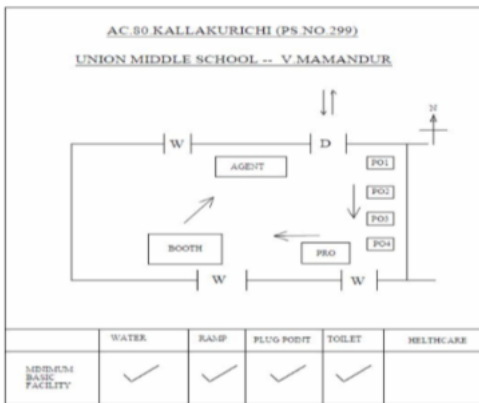 AC.80 KALLAKURICHI (PS NO 299)
UNION MIDDLE SCHOOL -- V MAMANDUR
N
W
D
AGENT
PO1
PO2
PO3
PO4
BOOTH
PRO
W
W
WATER
RAMP
PLUG POINT
TOILET
HELTHCARE
MINIMUM
BASIC
FACILITY